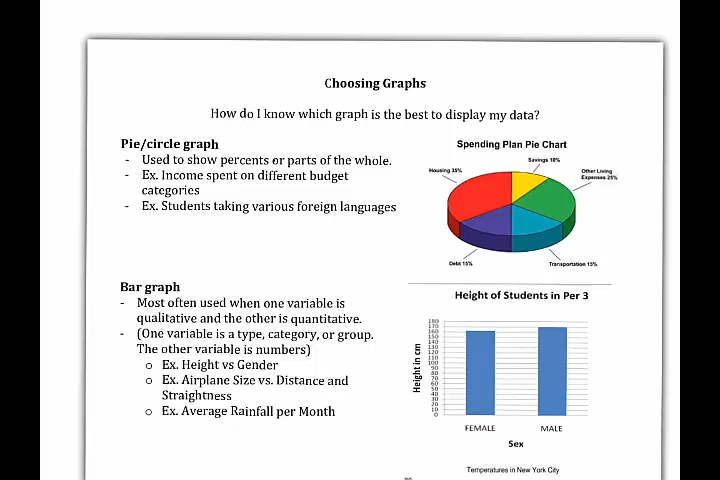 Choosing Graphs
How do I know which graph is the best to display my data?
Pie/circle graph
- Used to show percents or parts of the whole.
- Ex. Income spent on different budget
categories
- Ex. Students taking various foreign languages
Spending Plan Pie Chart
Savings 10%
Housing 35%
Other Living
Expenses 25%
Debt 15%
Transportation 15%
Bar graph
- Most often used when one variable is
qualitative and the other is quantitative.
- (One variable is a type, category, or group.
The other variable is numbers)
o Ex. Height vs Gender
o Ex. Airplane Size vs. Distance and
Straightness
o Ex. Average Rainfall per Month
Height of Students in Per 3
Height in cm
180
170
160
150
140
130
120
110
100
90
80
70
60
50
40
30
20
10
0
FEMALE MALE
Sex
Temperatures in New York City